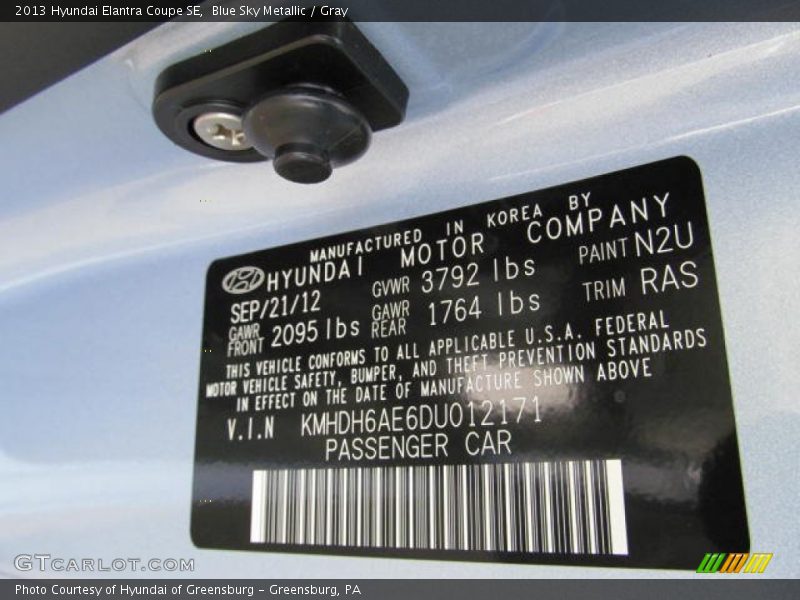 2013 Hyundai Elantra Coupe SE,  Blue Sky Metallic / Gray
MANUFACTURED IN KOREA BY
HYUNDAI MOTOR COMPANY
SEP/21/12 GVWR 3792 lbs PAINT N2U
GAWR FRONT 2095 lbs GAWR REAR 1764 lbs TRIM RAS
THIS VEHICLE CONFORMS TO ALL APPLICABLE U.S.A. FEDERAL
MOTOR VEHICLE SAFETY, BUMPER, AND THEFT PREVENTION STANDARDS
IN EFFECT ON THE DATE OF MANUFACTURE SHOWN ABOVE
V.I.N KMHDH6AE6DU012171
PASSENGER CAR
GTCARLOT.COM
Photo Courtesy of Hyundai of Greensburg - Greensburg, PA